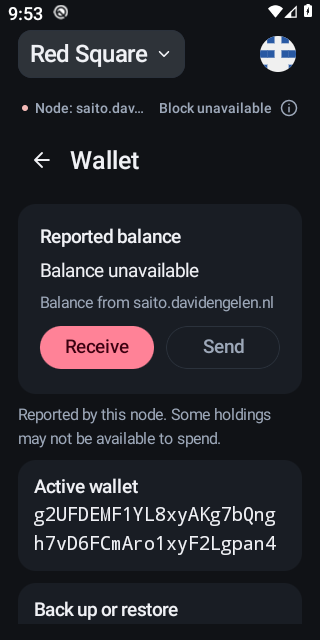 9:53
Red Square
Node: saito.dav… Block unavailable
Wallet
Reported balance
Balance unavailable
Balance from saito.davidengelen.nl
Receive Send
Reported by this node. Some holdings
may not be available to spend.
Active wallet
g2UFDEMF1YL8xyAKg7bQng
h7vD6FCmAro1xyF2Lgpan4
Back up or restore